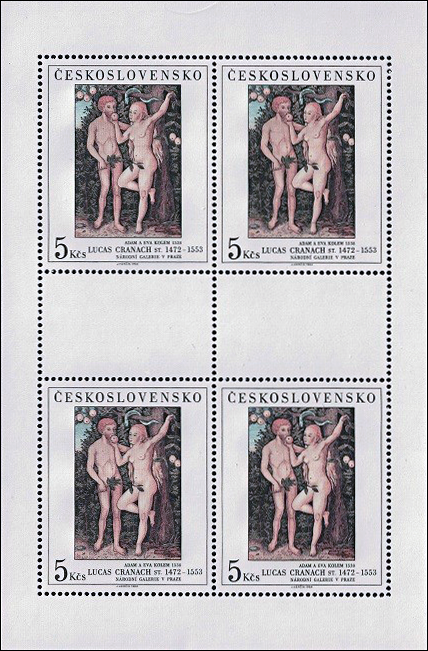 ČESKOSLOVENSKO
ADAM A EVA KOLEM 1538
5 Kčs LUCAS CRANACH ST. 1472-1553
NÁRODNÍ GALERIE V PRAZE
ČESKOSLOVENSKO
ADAM A EVA KOLEM 1538
5 Kčs LUCAS CRANACH ST. 1472-1553
NÁRODNÍ GALERIE V PRAZE
ČESKOSLOVENSKO
ADAM A EVA KOLEM 1538
5 Kčs LUCAS CRANACH ST. 1472-1553
NÁRODNÍ GALERIE V PRAZE
ČESKOSLOVENSKO
ADAM A EVA KOLEM 1538
5 Kčs LUCAS CRANACH ST. 1472-1553
NÁRODNÍ GALERIE V PRAZE